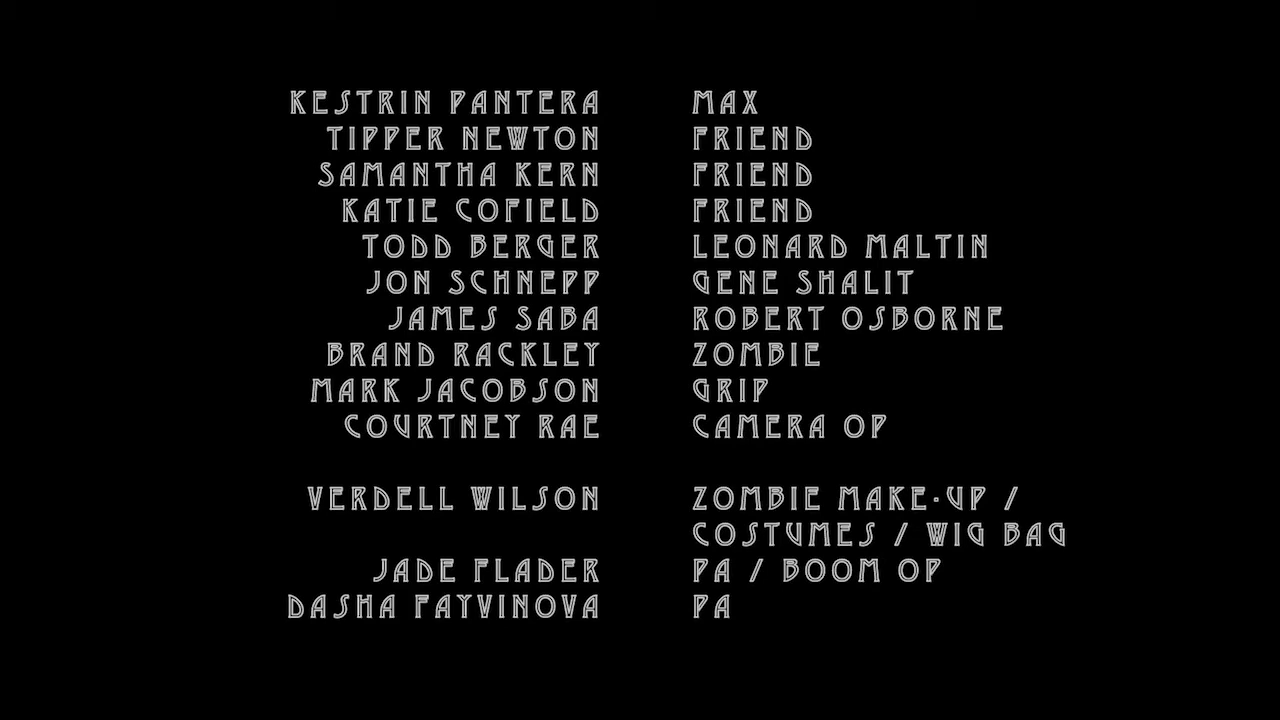 KESTRIN PANTERA MAX
TIPPER NEWTON FRIEND
SAMANTHA KERN FRIEND
KATIE COFIELD FRIEND
TODD BERGER LEONARD MALTIN
JON SCHNEPP GENE SHALIT
JAMES SABA ROBERT OSBORNE
BRAND RACKLEY ZOMBIE
MARK JACOBSON GRIP
COURTNEY RAE CAMERA OP
VERDELL WILSON ZOMBIE MAKE-UP /
COSTUMES / WIG BAG
JADE FLADER PA / BOOM OP
DASHA FAYVINOVA PA